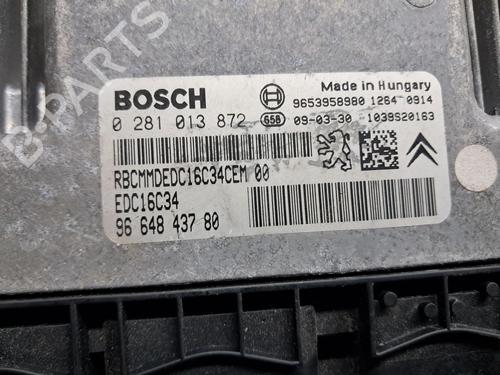 BOSCH
Made in Hungary
9653958980 1264 0914
0 281 013 872
658 09-03-30 1039S20163
RBCMMDEDC16C34CEM 00
EDC16C34
96 648 437 80
B-PARTS